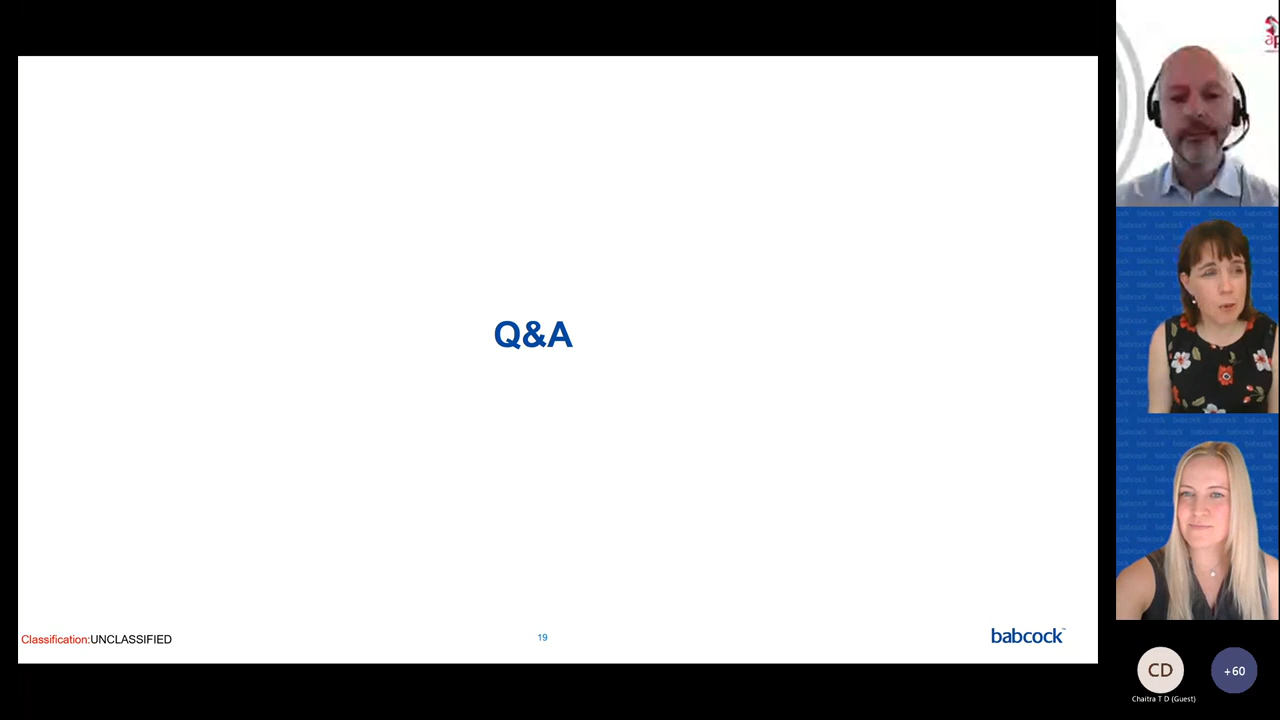 Q&A
Classification:UNCLASSIFIED
19
babcock
CD
+60
Chaitra T D (Guest)